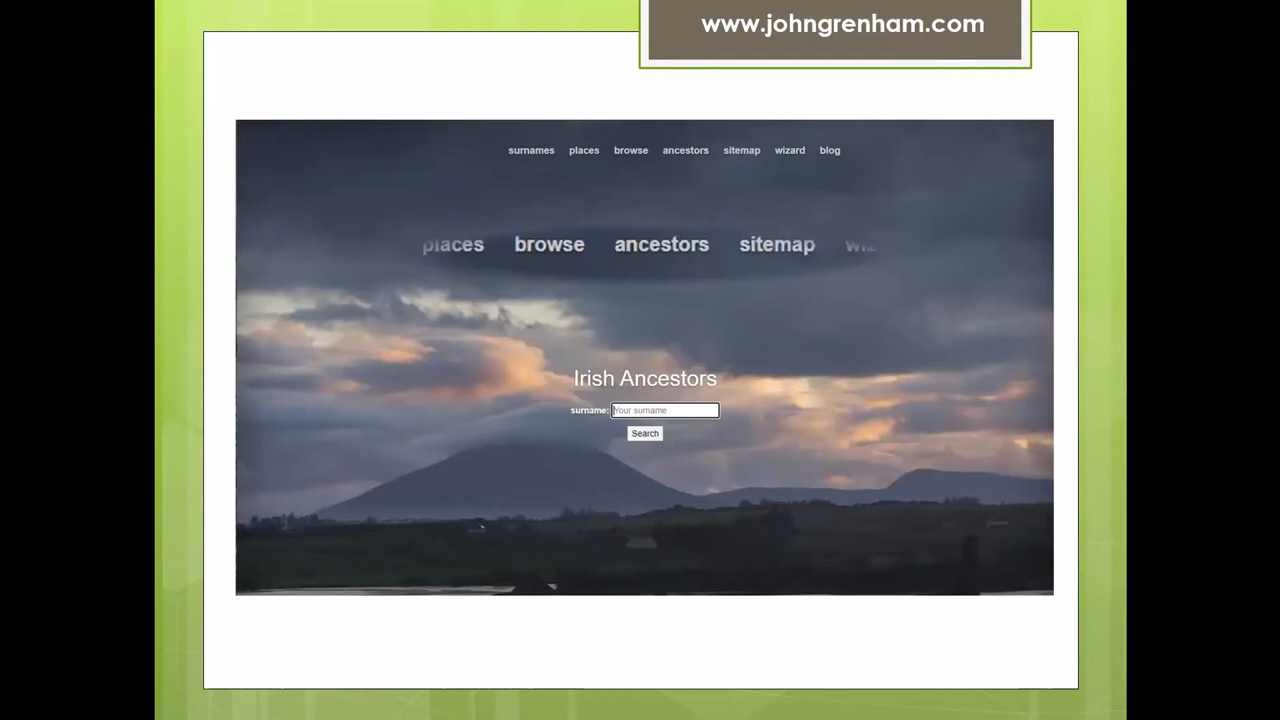 www.johngrenham.com
surnames places browse ancestors sitemap wizard blog
places browse ancestors sitemap
Irish Ancestors
surname: Your surname
Search